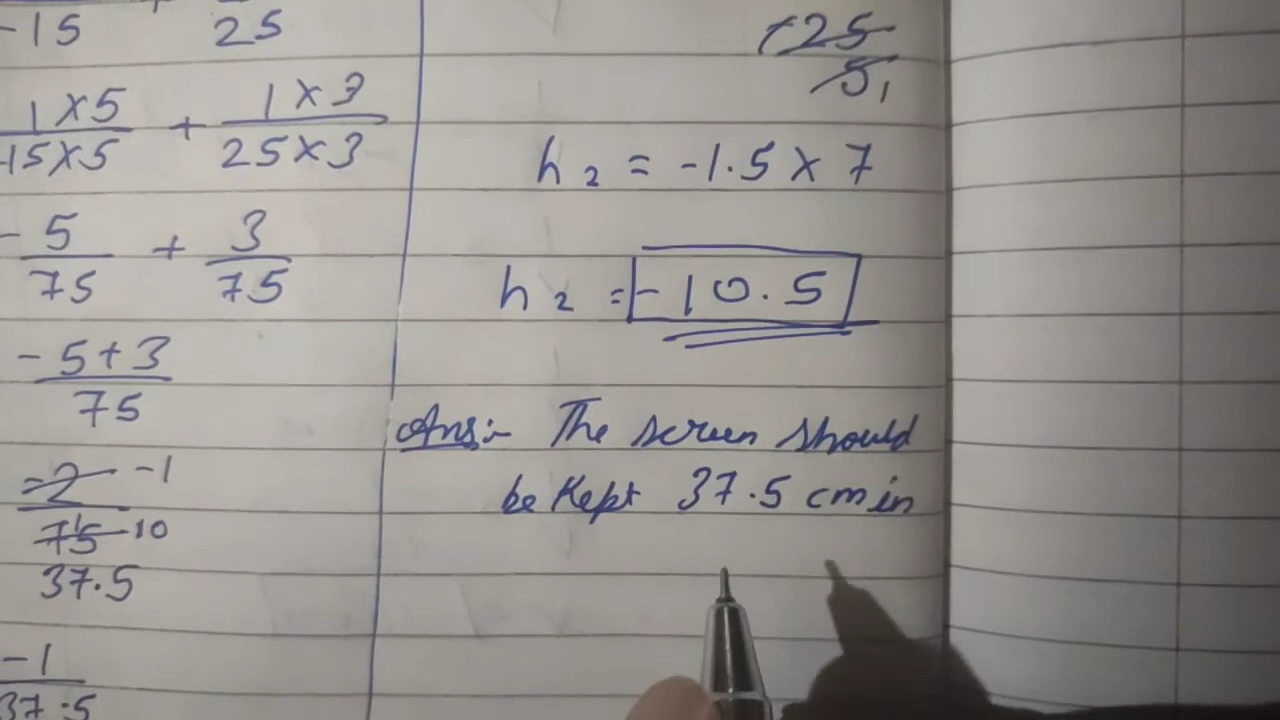 -15 + 25
1 x 5 / -15 x 5 + 1 x 3 / 25 x 3
- 5 / 75 + 3 / 75
- 5 + 3 / 75
-1
75 10
37.5
-1 / 37.5
-25 / 5 1
h2 = -1.5 x 7
h2 = -10.5
Ans:- The screen should
be kept 37.5 cm in